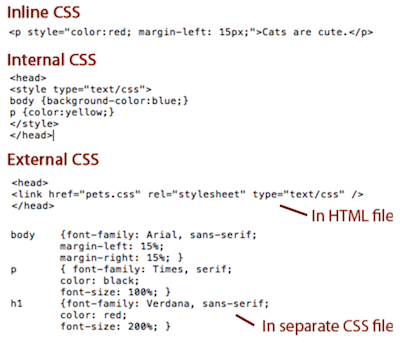 Inline CSS
<p style="color:red; margin-left: 15px;">Cats are cute.</p>
Internal CSS
<head>
<style type="text/css">
body {background-color:blue;}
p {color:yellow;}
</style>
</head>
External CSS
<head>
<link href="pets.css" rel="stylesheet" type="text/css" />
</head>
In HTML file
body {font-family: Arial, sans-serif;
margin-left: 15%;
margin-right: 15%; }
p { font-family: Times, serif;
color: black;
font-size: 100%; }
h1 {font-family: Verdana, sans-serif;
color: red;
font-size: 200%; }
In separate CSS file